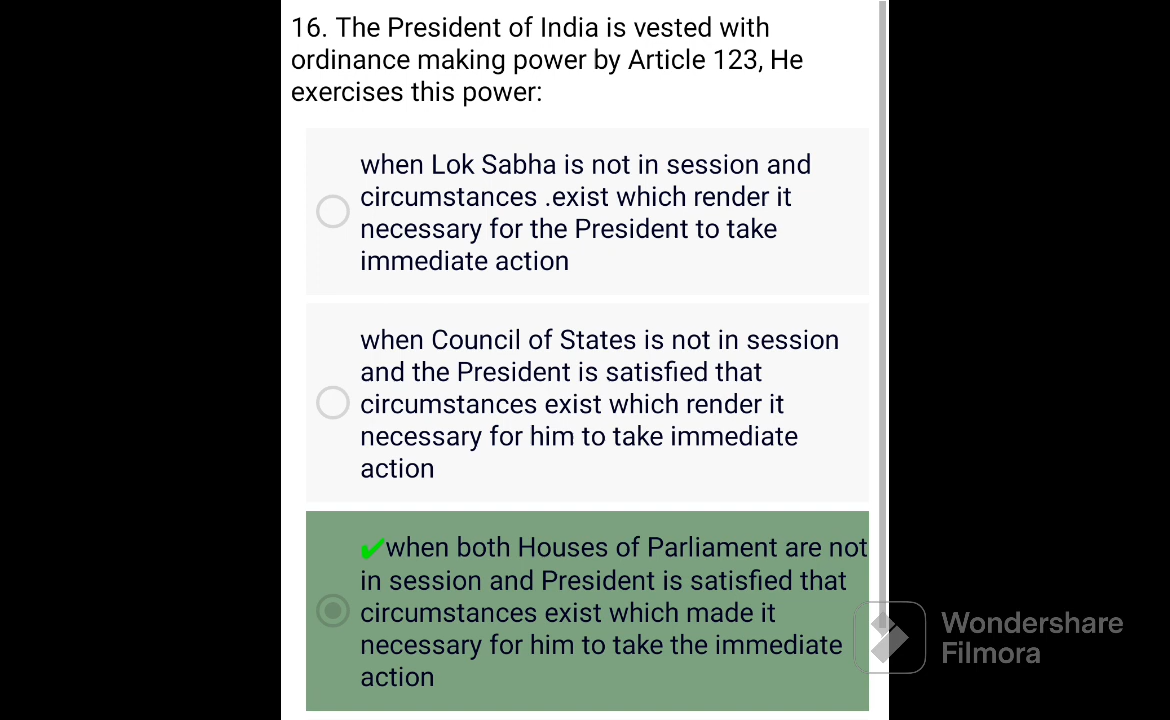 16. The President of India is vested with
ordinance making power by Article 123, He
exercises this power:
when Lok Sabha is not in session and
circumstances .exist which render it
necessary for the President to take
immediate action
when Council of States is not in session
and the President is satisfied that
circumstances exist which render it
necessary for him to take immediate
action
✔when both Houses of Parliament are not
in session and President is satisfied that
circumstances exist which made it
necessary for him to take the immediate
action
Wondershare
Filmora